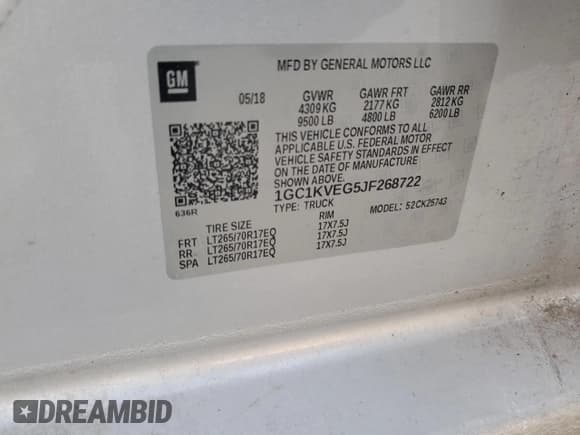 GM
MFD BY GENERAL MOTORS LLC
05/18 GVWR GAWR FRT GAWR RR
4309 KG 2177 KG 2812 KG
9500 LB 4800 LB 6200 LB
THIS VEHICLE CONFORMS TO ALL
APPLICABLE U.S. FEDERAL MOTOR
VEHICLE SAFETY STANDARDS IN EFFECT
ON THE DATE OF MANUFACTURE
SHOWN ABOVE.
1GC1KVEG5JF268722
TYPE: TRUCK MODEL: 52CK25743
636R
TIRE SIZE RIM
FRT LT265/70R17EQ 17X7.5J
RR LT265/70R17EQ 17X7.5J
SPA LT265/70R17EQ 17X7.5J
DREAMBID